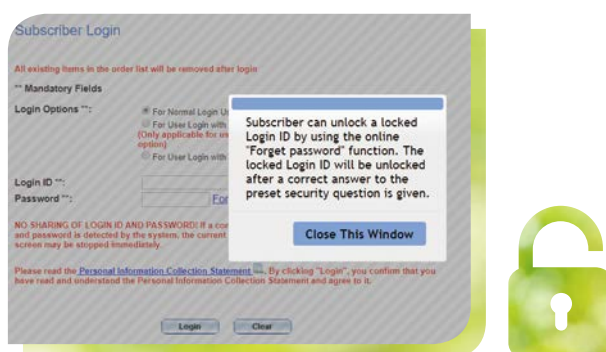 Subscriber Login
All existing items in the order list will be removed after login
** Mandatory Fields
Login Options **:
For Normal Login U
For User Login with
(Only applicable for
option)
For User Login with
Subscriber can unlock a locked
Login ID by using the online
"Forget password" function. The
locked Login ID will be unlocked
after a correct answer to the
preset security question is given.
Close This Window
Login ID **:
Password **:
For
NO SHARING OF LOGIN ID AND PASSWORD! If a
and password is detected by the system, the current
screen may be stopped immediately.
Please read the Personal Information Collection Statement . By clicking "Login", you confirm that you
have read and understand the Personal Information Collection Statement and agree to it.
Login
Clear